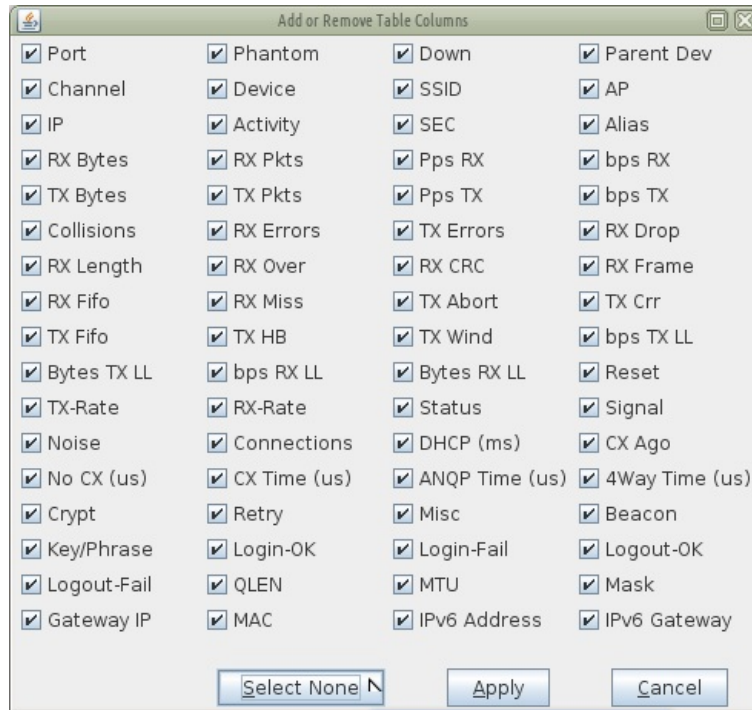 Add or Remove Table Columns
Port Phantom Down Parent Dev
Channel Device SSID AP
IP Activity SEC Alias
RX Bytes RX Pkts Pps RX bps RX
TX Bytes TX Pkts Pps TX bps TX
Collisions RX Errors TX Errors RX Drop
RX Length RX Over RX CRC RX Frame
RX Fifo RX Miss TX Abort TX Crr
TX Fifo TX HB TX Wind bps TX LL
Bytes TX LL bps RX LL Bytes RX LL Reset
TX-Rate RX-Rate Status Signal
Noise Connections DHCP (ms) CX Ago
No CX (us) CX Time (us) ANQP Time (us) 4Way Time (us)
Crypt Retry Misc Beacon
Key/Phrase Login-OK Login-Fail Logout-OK
Logout-Fail QLEN MTU Mask
Gateway IP MAC IPv6 Address IPv6 Gateway
Select None Apply Cancel